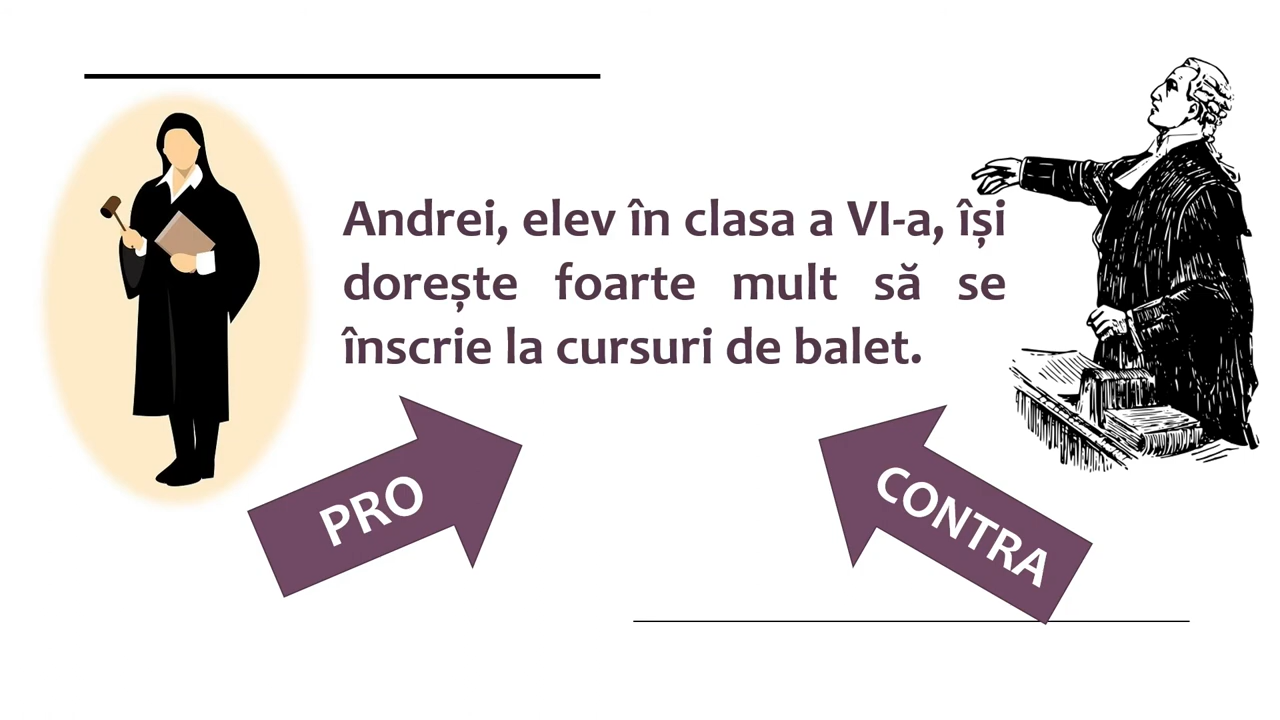 Andrei, elev în clasa a VI-a, își
dorește foarte mult să se
înscrie la cursuri de balet.
PRO
CONTRA